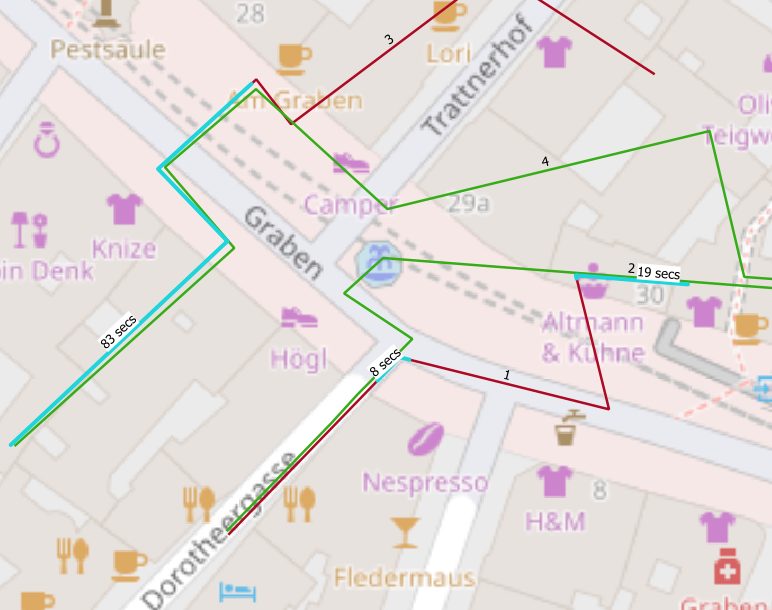 28
Pestsäule
Lori
Am Graben
3
Trattnerhof
Oli
Teigw
4
Camper
29a
Graben
Knize
in Denk
2
19 secs
30
Altmann
& Kühne
83 secs
Högl
8 secs
1
Nespresso
8
H&M
Dorotheergasse
Fledermaus
Graben